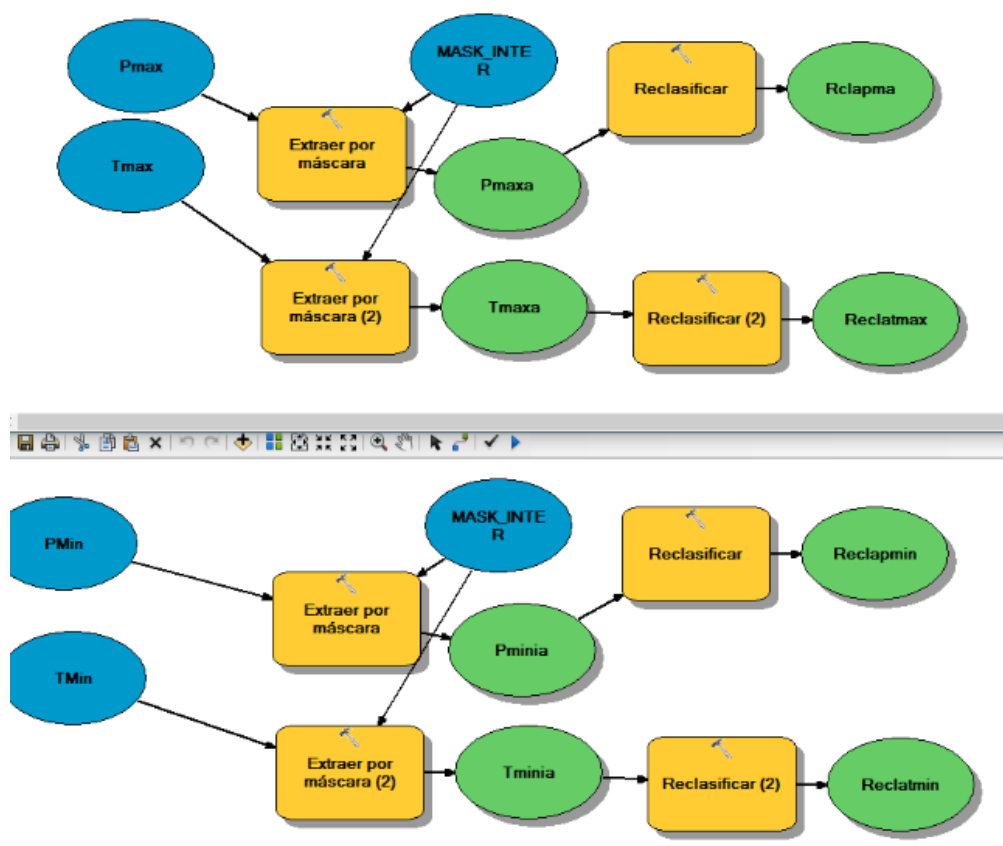 Pmax
MASK_INTE
R
Reclasificar
Rclapma
Extraer por
máscara
Tmax
Pmaxa
Extraer por
máscara (2)
Tmaxa
Reclasificar (2)
Reclatmax
PMin
MASK_INTE
R
Reclasificar
Reclapmin
Extraer por
máscara
Pminia
TMin
Extraer por
máscara (2)
Tminia
Reclasificar (2)
Reclatmin